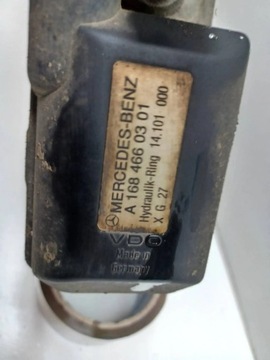 MERCEDES-BENZ
A 168 466 03 01
Hydraulik-Ring 14.101 000
X G 27
VDO
Made in
Germany